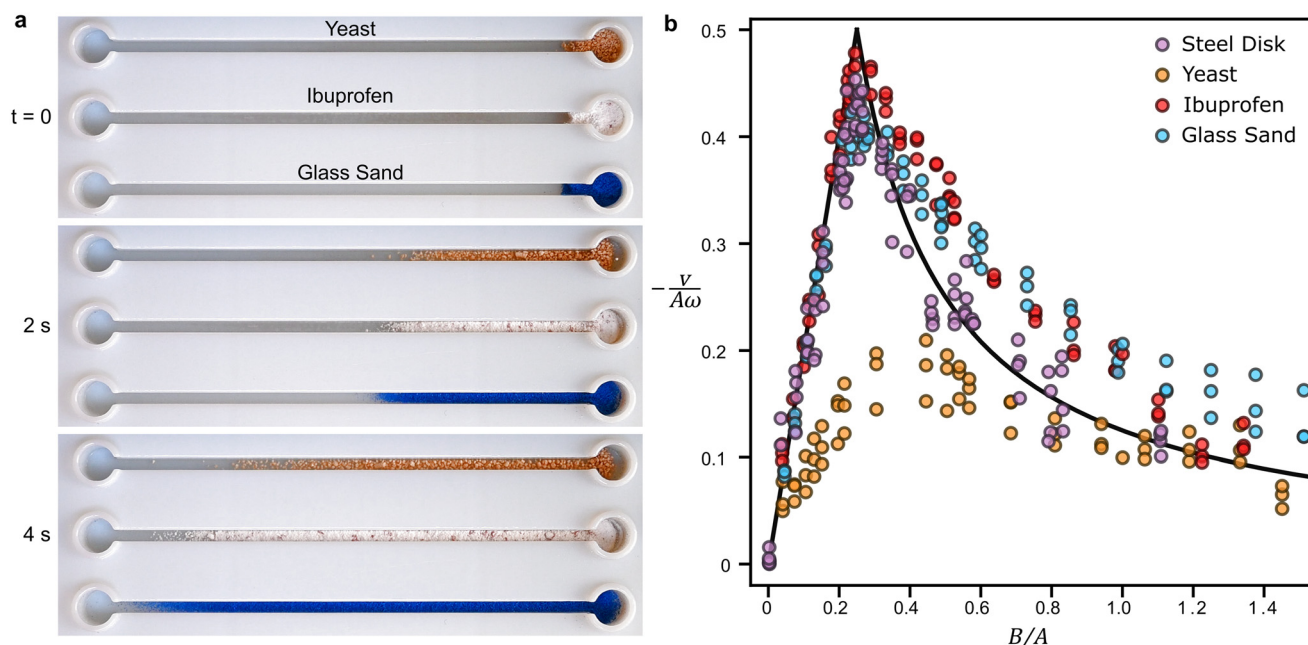 a
Yeast
t = 0
Ibuprofen
Glass Sand
2 s
4 s
b
Steel Disk
Yeast
Ibuprofen
Glass Sand
0.5
0.4
0.3
0.2
0.1
0
−v/Aω
0 0.2 0.4 0.6 0.8 1.0 1.2 1.4
B/A